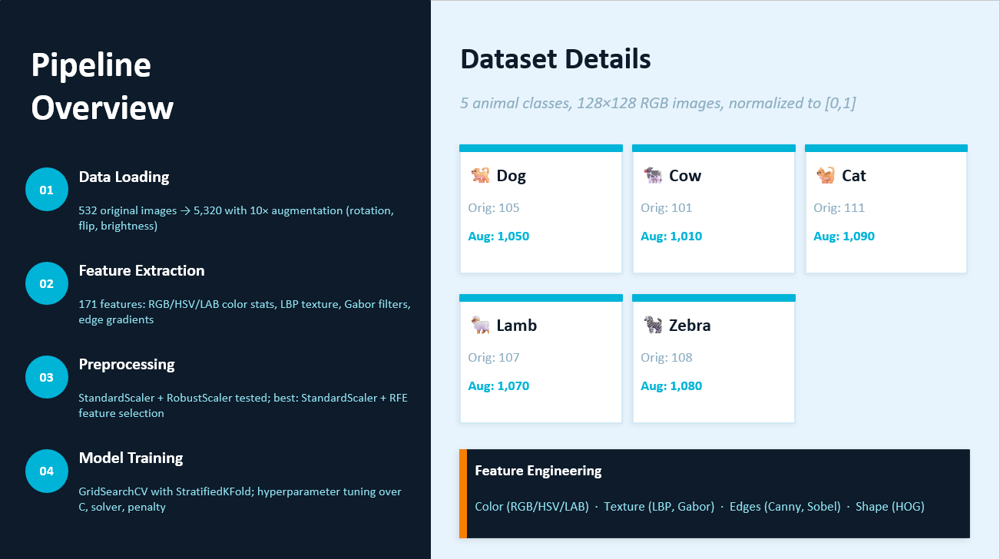 Pipeline
Overview
01
Data Loading
532 original images → 5,320 with 10× augmentation (rotation,
flip, brightness)
02
Feature Extraction
171 features: RGB/HSV/LAB color stats, LBP texture, Gabor filters,
edge gradients
03
Preprocessing
StandardScaler + RobustScaler tested; best: StandardScaler + RFE
feature selection
04
Model Training
GridSearchCV with StratifiedKFold; hyperparameter tuning over
C, solver, penalty
Dataset Details
5 animal classes, 128×128 RGB images, normalized to [0,1]
Dog
Orig: 105
Aug: 1,050
Cow
Orig: 101
Aug: 1,010
Cat
Orig: 111
Aug: 1,090
Lamb
Orig: 107
Aug: 1,070
Zebra
Orig: 108
Aug: 1,080
Feature Engineering
Color (RGB/HSV/LAB) · Texture (LBP, Gabor) · Edges (Canny, Sobel) · Shape (HOG)